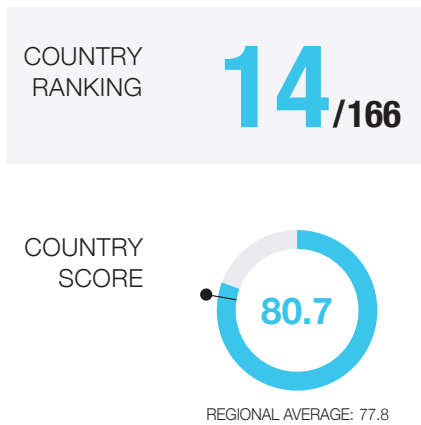 COUNTRY
RANKING
14/166
COUNTRY
SCORE
80.7
REGIONAL AVERAGE: 77.8